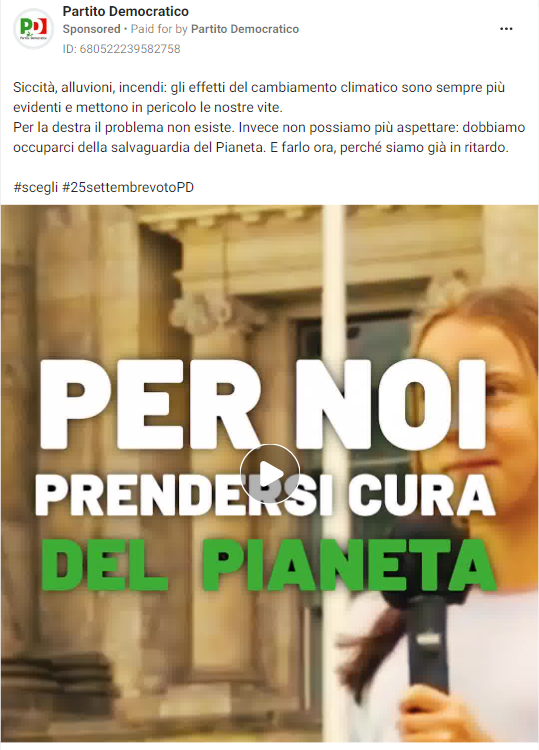 Partito Democratico
Sponsored • Paid for by Partito Democratico
ID: 680522239582758
Siccità, alluvioni, incendi: gli effetti del cambiamento climatico sono sempre più
evidenti e mettono in pericolo le nostre vite.
Per la destra il problema non esiste. Invece non possiamo più aspettare: dobbiamo
occuparci della salvaguardia del Pianeta. E farlo ora, perché siamo già in ritardo.
#scegli #25settembrevotoPD
PER NOI
PRENDERSI CURA
DEL PIANETA